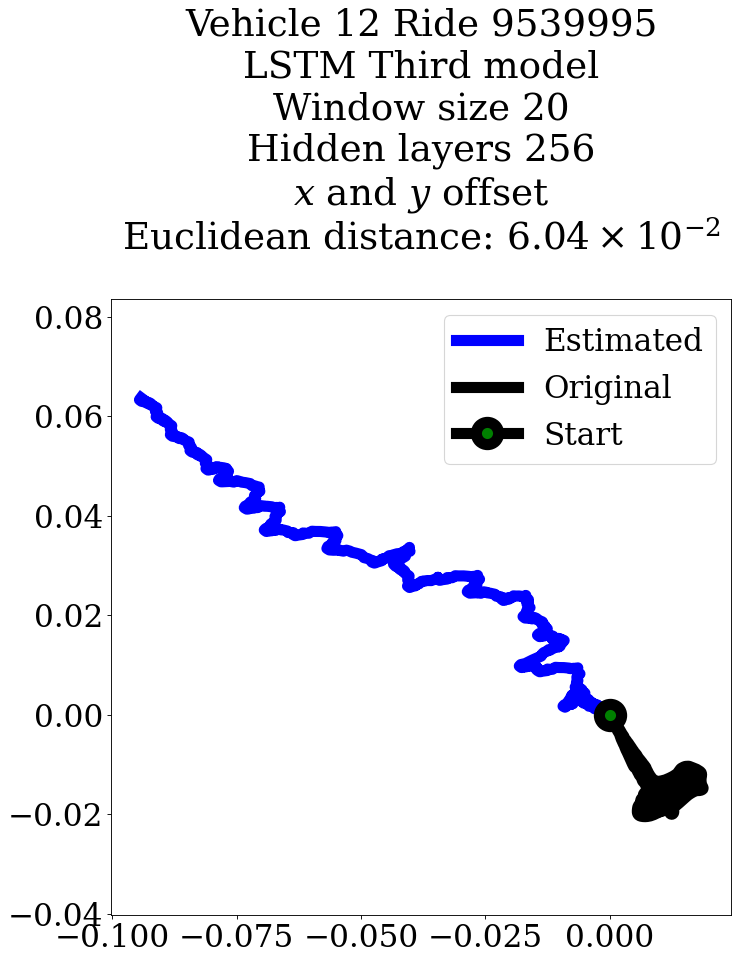 Vehicle 12 Ride 9539995
LSTM Third model
Window size 20
Hidden layers 256
x and y offset
Euclidean distance: 6.04 × 10⁻²
Estimated
Original
Start
0.08
0.06
0.04
0.02
0.00
−0.02
−0.04
−0.100 −0.075 −0.050 −0.025 0.000